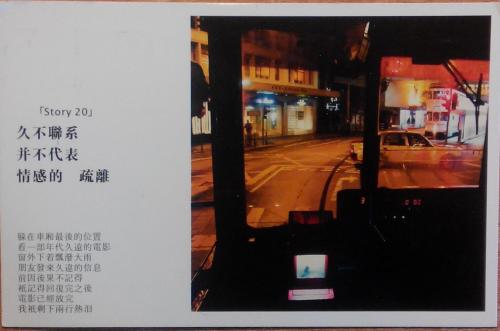 「Story 20」
久不聯系
并不代表
情感的 疏離
躲在車厢最後的位置
看一部年代久遠的電影
窗外下着飄潑大雨
朋友發來久違的信息
前因後果不記得
衹記得回復完之後
電影已經放完
我衹剩下兩行熱泪